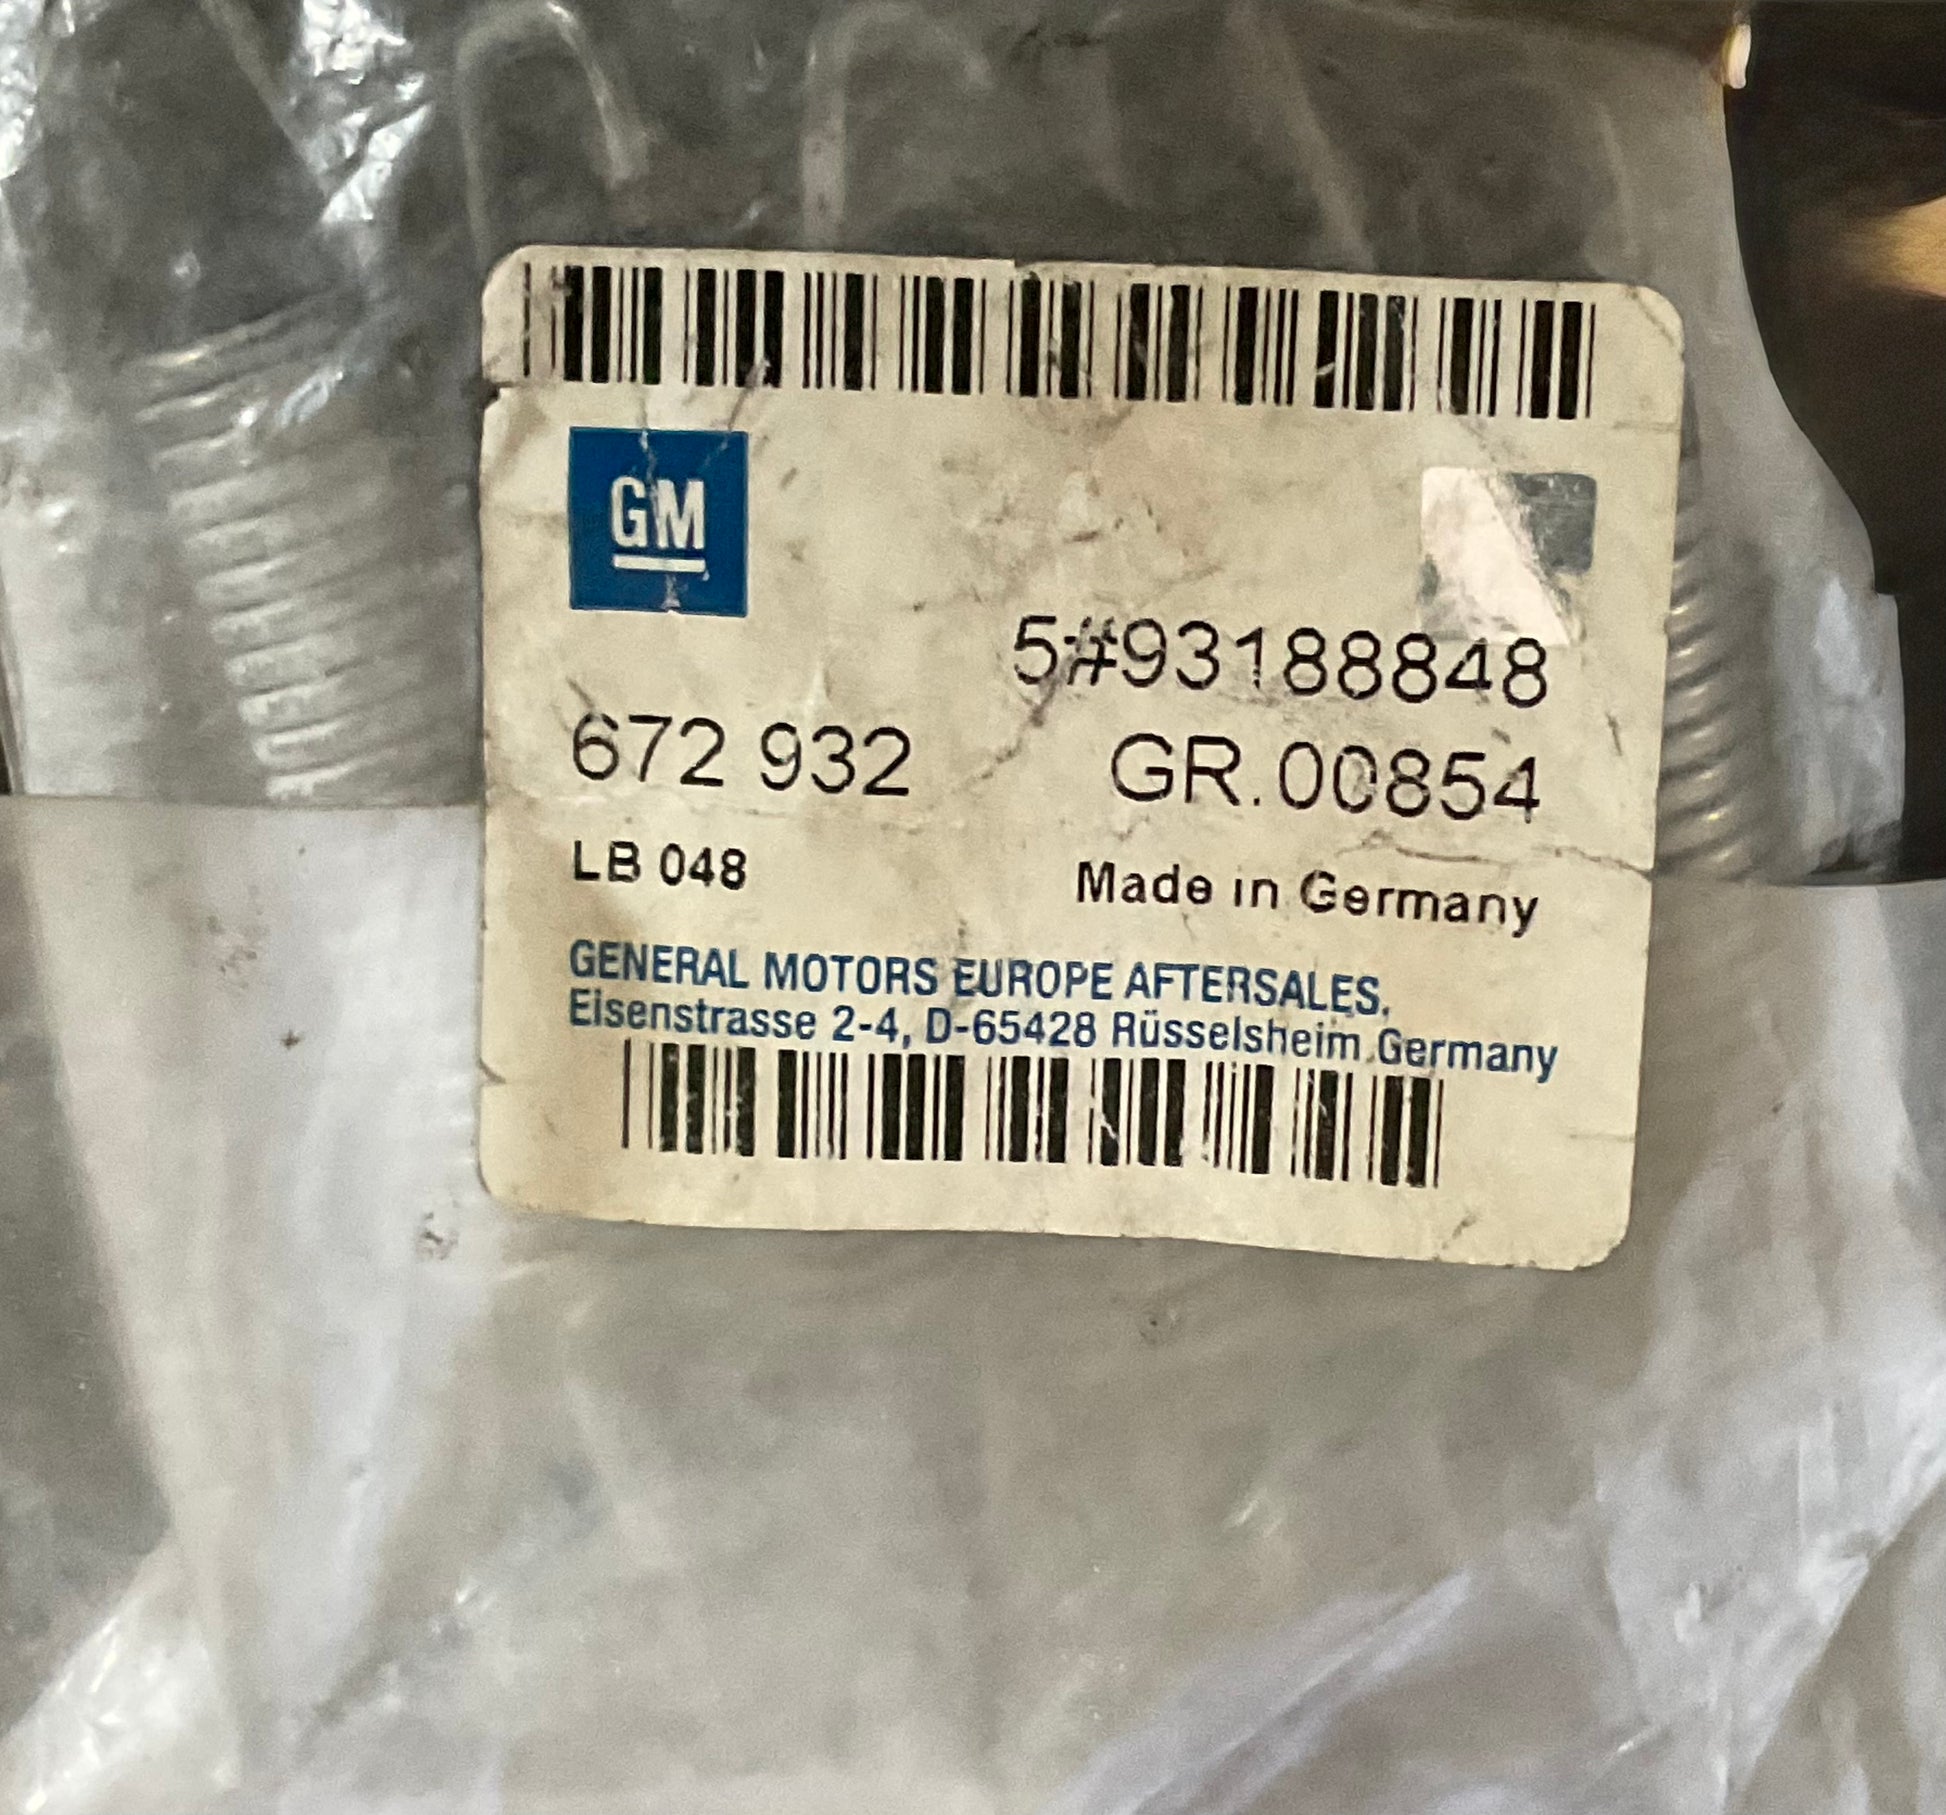 GM
5#93188848
672 932 GR.00854
LB 048 Made in Germany
GENERAL MOTORS EUROPE AFTERSALES,
Eisenstrasse 2-4, D-65428 Rüsselsheim,Germany